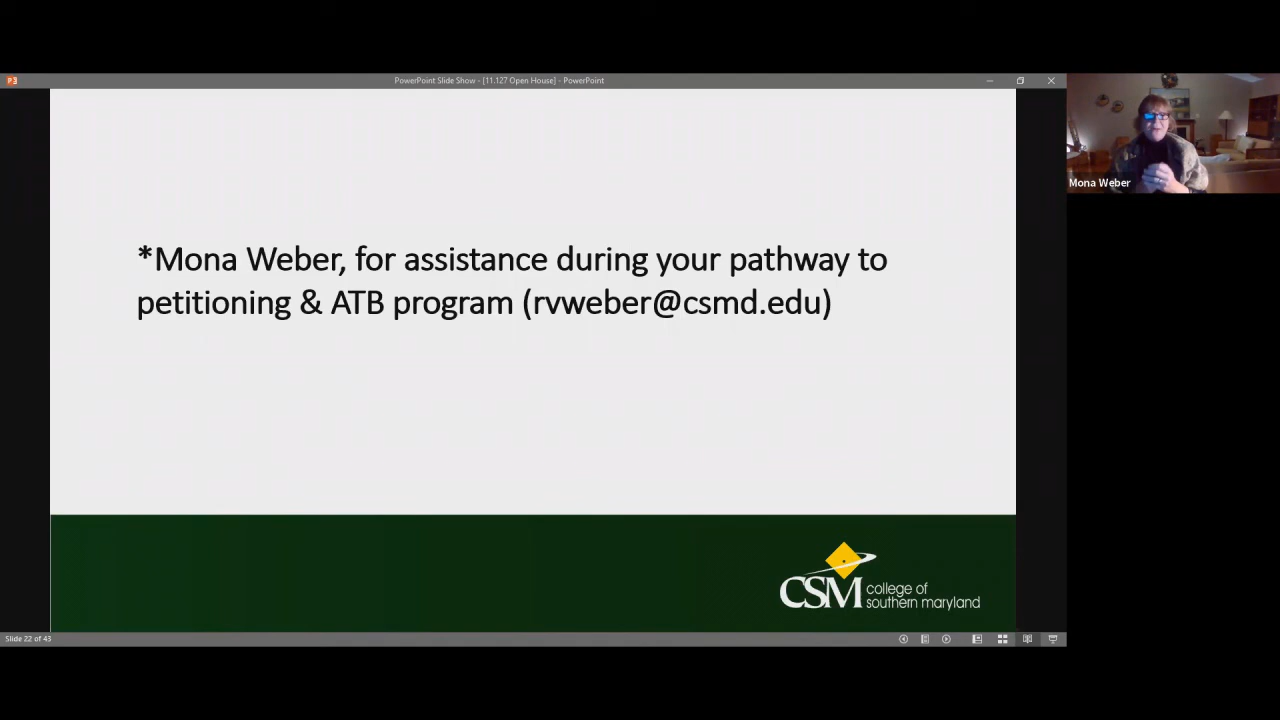 PowerPoint Slide Show - [11.127 Open House] - PowerPoint
*Mona Weber, for assistance during your pathway to
petitioning & ATB program (rvweber@csmd.edu)
Mona Weber
CSM college of
southern maryland
Slide 22 of 43